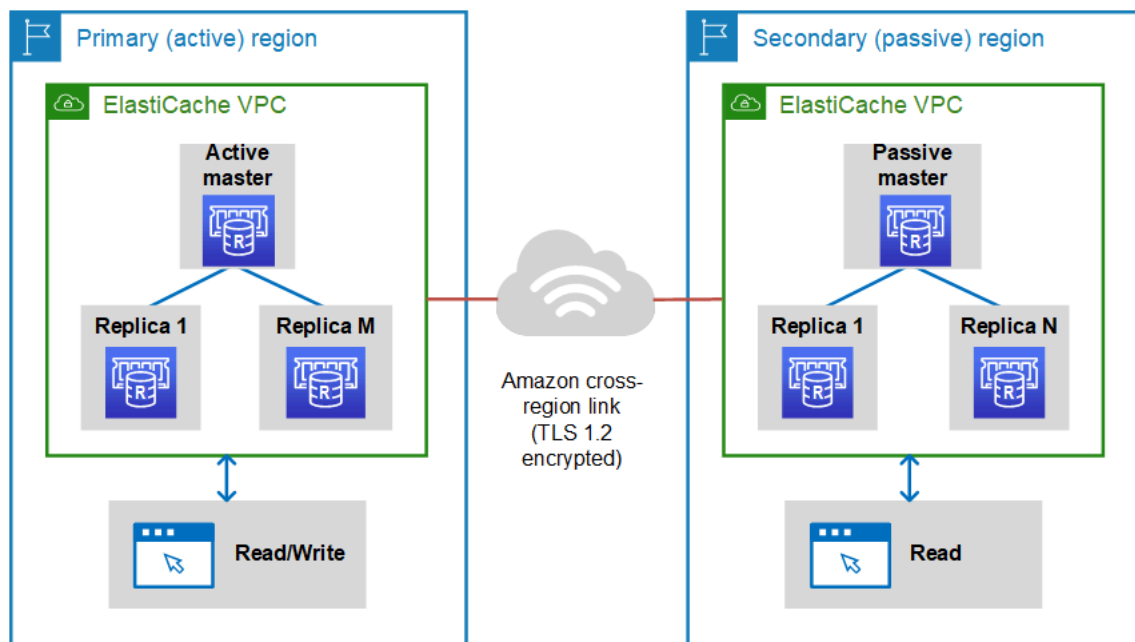 Primary (active) region
ElastiCache VPC
Active
master
R
Replica 1
R
Replica M
R
Read/Write
Amazon cross-
region link
(TLS 1.2
encrypted)
Secondary (passive) region
ElastiCache VPC
Passive
master
R
Replica 1
R
Replica N
R
Read